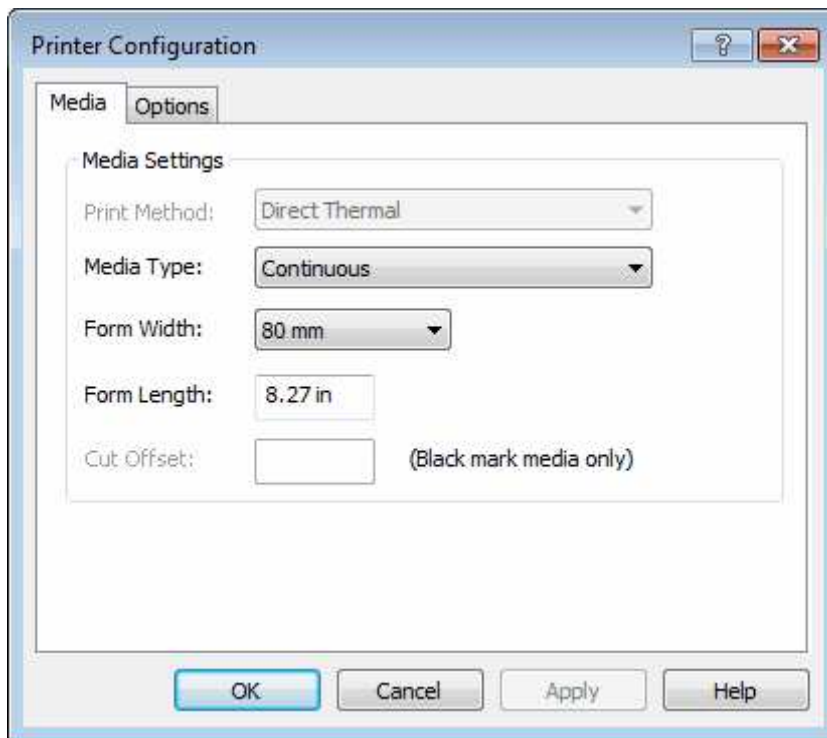 Printer Configuration
Media
Options
Media Settings
Print Method: Direct Thermal
Media Type: Continuous
Form Width: 80 mm
Form Length: 8.27 in
Cut Offset: (Black mark media only)
OK Cancel Apply Help